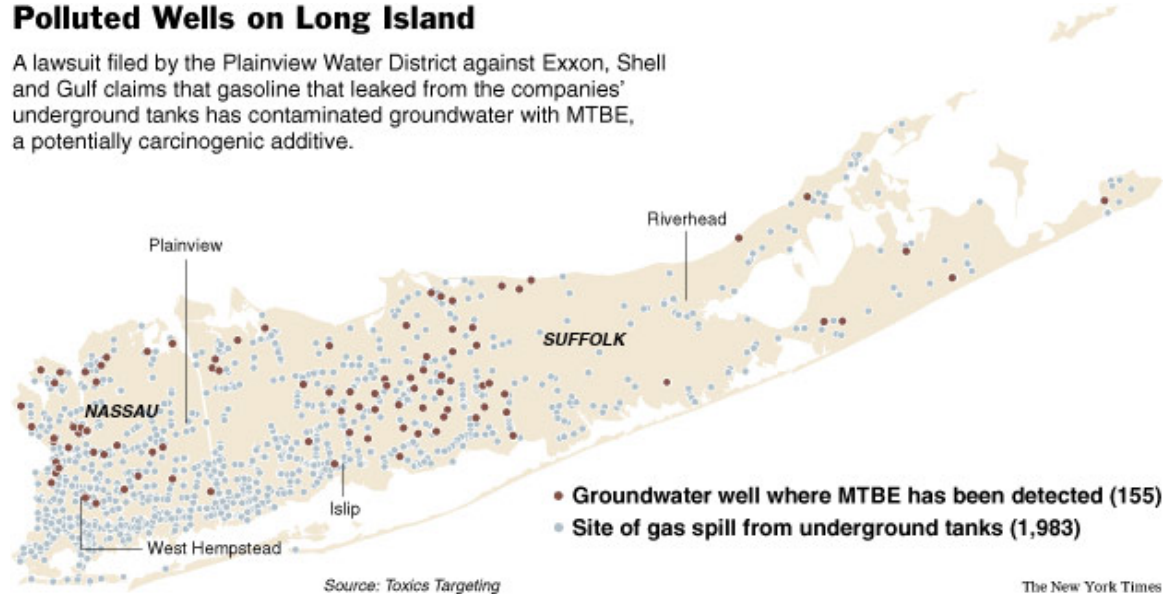 Polluted Wells on Long Island
A lawsuit filed by the Plainview Water District against Exxon, Shell
and Gulf claims that gasoline that leaked from the companies’
underground tanks has contaminated groundwater with MTBE,
a potentially carcinogenic additive.
Riverhead
Plainview
SUFFOLK
NASSAU
Groundwater well where MTBE has been detected (155)
Islip
Site of gas spill from underground tanks (1,983)
West Hempstead
Source: Toxics Targeting
The New York Times